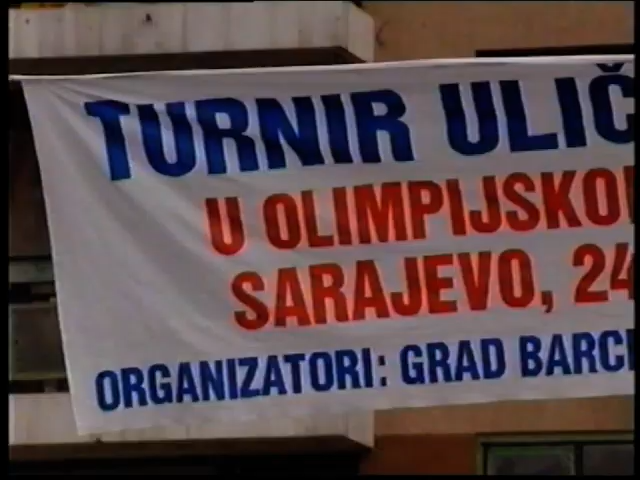 TURNIR ULIČ
U OLIMPIJSKO
SARAJEVO, 24
ORGANIZATORI: GRAD BARC